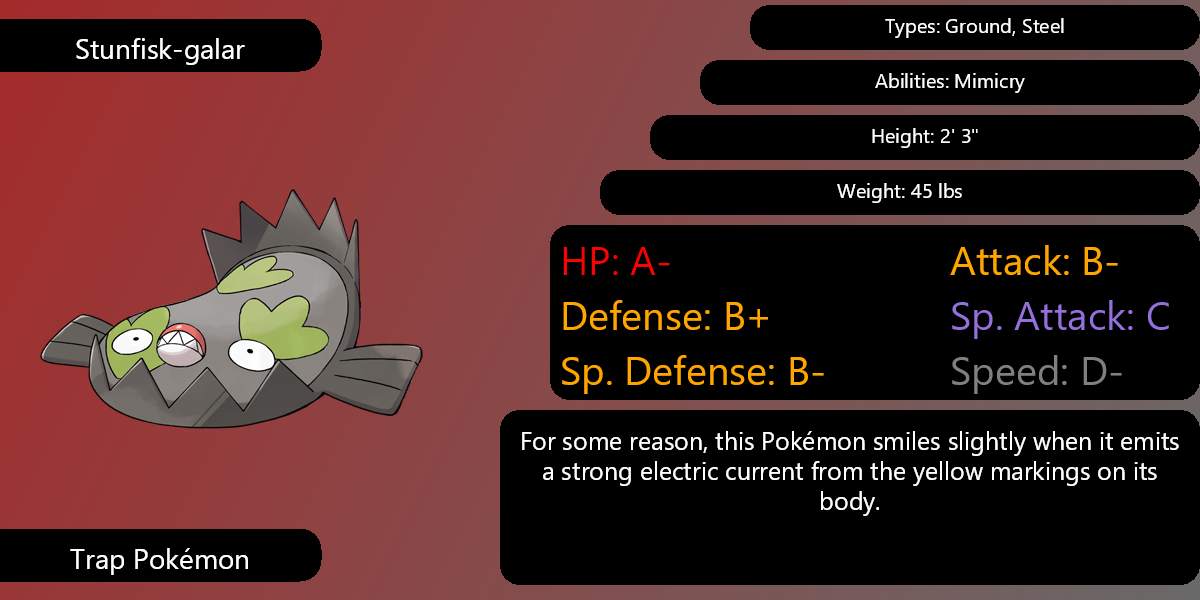 Stunfisk-galar
Types: Ground, Steel
Abilities: Mimicry
Height: 2' 3"
Weight: 45 lbs
HP: A-
Attack: B-
Defense: B+
Sp. Attack: C
Sp. Defense: B-
Speed: D-
For some reason, this Pokémon smiles slightly when it emits
a strong electric current from the yellow markings on its
body.
Trap Pokémon